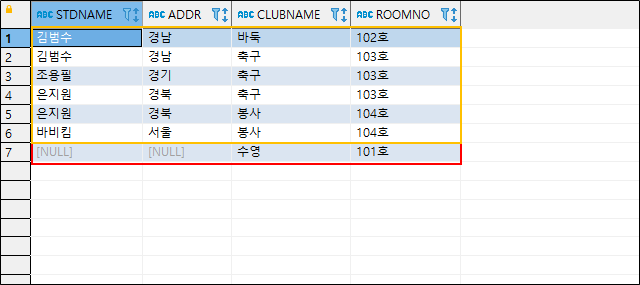 ABC STDNAME ABC ADDR ABC CLUBNAME ABC ROOMNO
1 김범수 경남 바둑 102호
2 김범수 경남 축구 103호
3 조용필 경기 축구 103호
4 은지원 경북 축구 103호
5 은지원 경북 봉사 104호
6 바비킴 서울 봉사 104호
7 [NULL] [NULL] 수영 101호